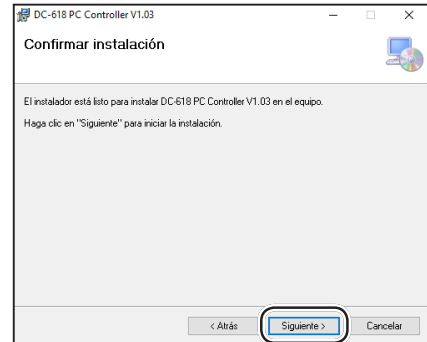 DC-618 PC Controller V1.03
Confirmar instalación
El instalador está listo para instalar DC-618 PC Controller V1.03 en el equipo.
Haga clic en "Siguiente" para iniciar la instalación.
< Atrás
Siguiente >
Cancelar